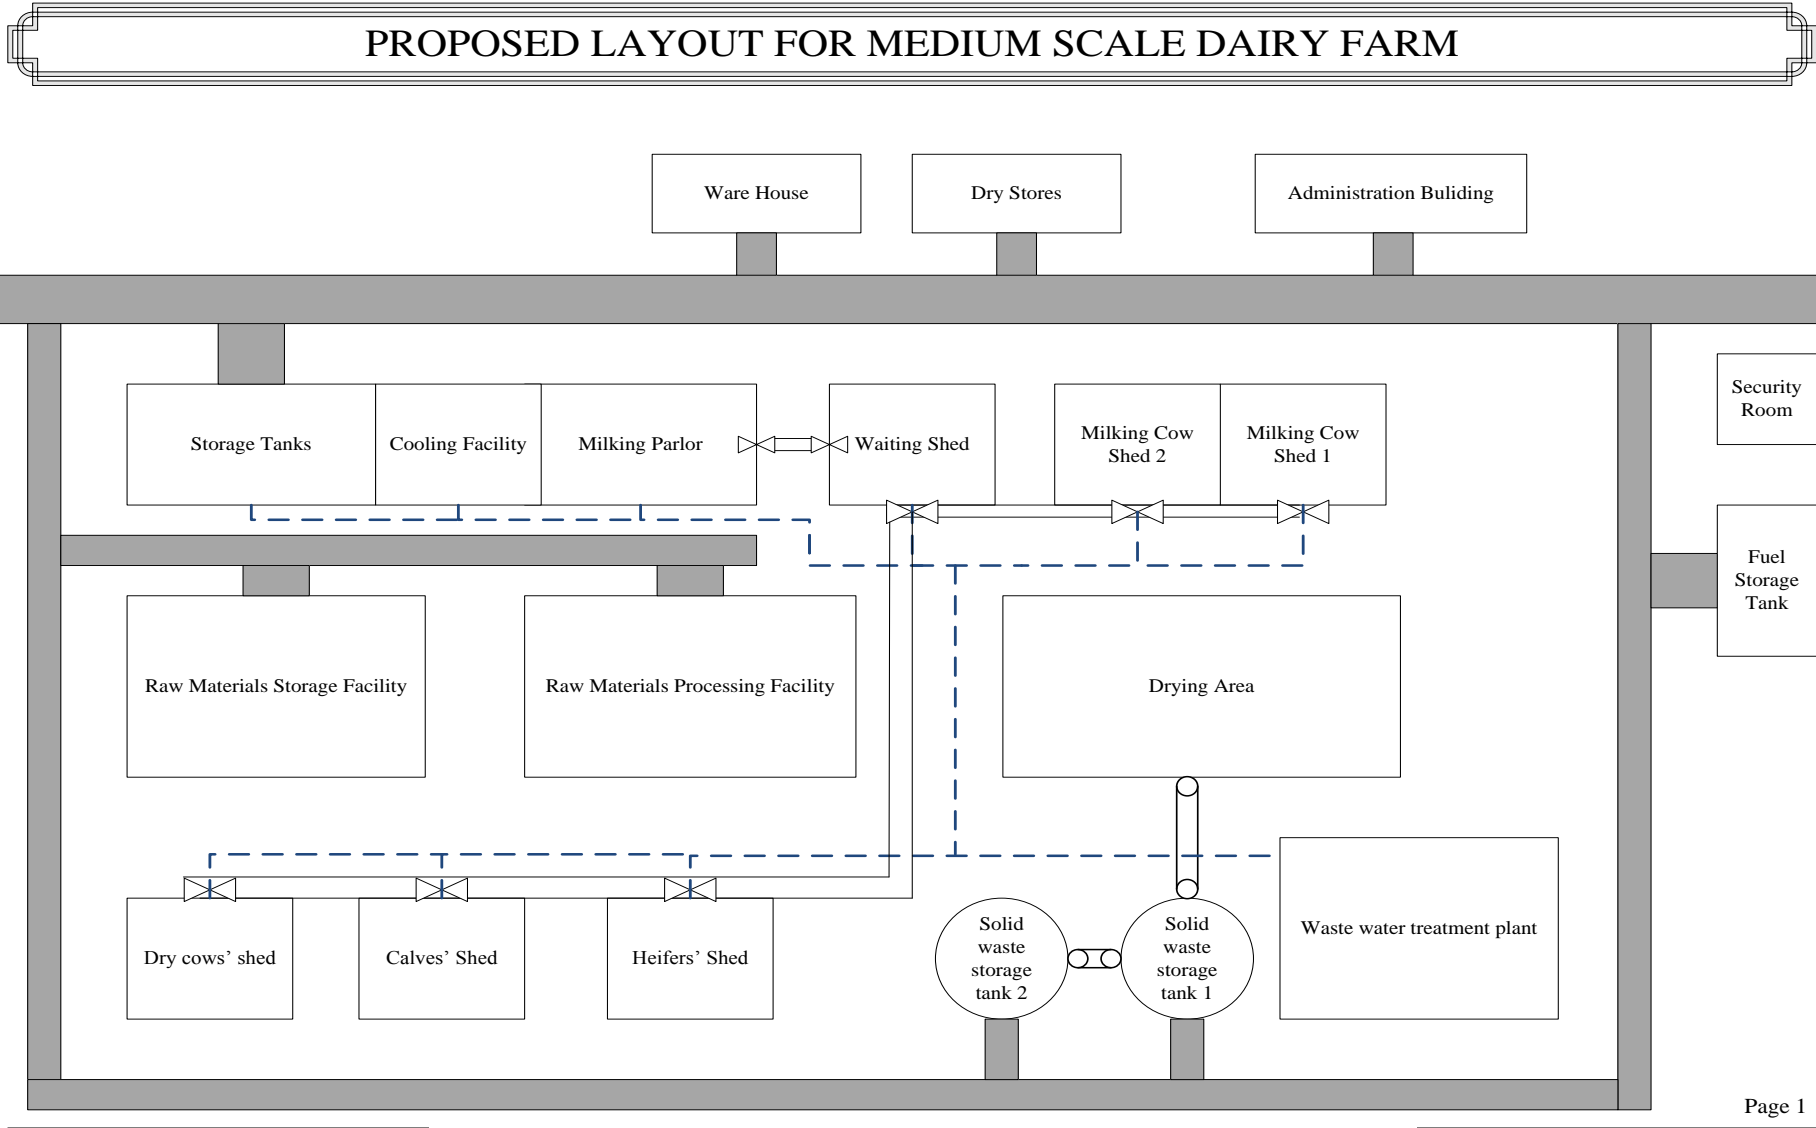 PROPOSED LAYOUT FOR MEDIUM SCALE DAIRY FARM
Ware House
Dry Stores
Administration Buliding
Security
Room
Storage Tanks
Cooling Facility
Milking Parlor
Waiting Shed
Milking Cow
Shed 2
Milking Cow
Shed 1
Fuel
Storage
Tank
Raw Materials Storage Facility
Raw Materials Processing Facility
Drying Area
Dry cows’ shed
Calves’ Shed
Heifers’ Shed
Solid
waste
storage
tank 2
Solid
waste
storage
tank 1
Waste water treatment plant
Page 1